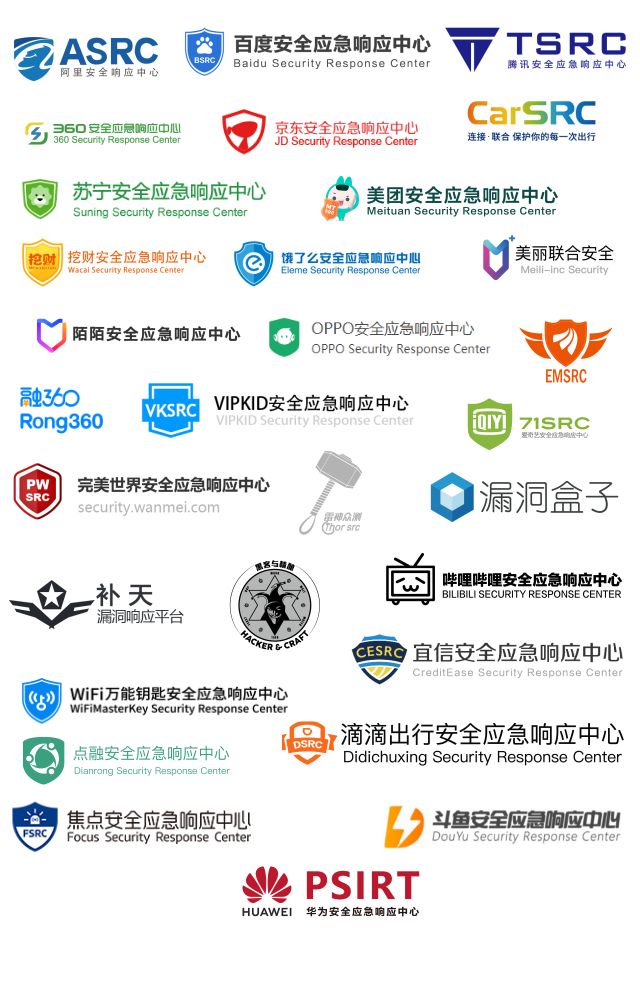 ASRC
阿里安全响应中心
BSRC
百度安全应急响应中心
Baidu Security Response Center
TSRC
腾讯安全应急响应中心
360安全应急响应中心
360 Security Response Center
京东安全应急响应中心
JD Security Response Center
CarSRC
连接·联合 保护你的每一次出行
苏宁安全应急响应中心
Suning Security Response Center
MT
SRC
美团安全应急响应中心
Meituan Security Response Center
挖财
挖财安全应急响应中心
Wacai Security Response Center
饿了么安全应急响应中心
Eleme Security Response Center
美丽联合安全
Meili-inc Security
陌陌安全应急响应中心
OPPO安全应急响应中心
OPPO Security Response Center
EMSRC
融360
Rong360
VKSRC
VIPKID安全应急响应中心
VIPKID Security Response Center
iQIYI
71SRC
爱奇艺安全应急响应中心
PW
SRC
完美世界安全应急响应中心
security.wanmei.com
雷神众测
Thor src
漏洞盒子
补天
漏洞响应平台
黑客与精酿
HACKER & CRAFT
哔哩哔哩安全应急响应中心
BILIBILI SECURITY RESPONSE CENTER
CESRC
宜信安全应急响应中心
CreditEase Security Response Center
WiFi万能钥匙安全应急响应中心
WiFiMasterKey Security Response Center
DSRC
滴滴出行安全应急响应中心
Didichuxing Security Response Center
点融安全应急响应中心
Dianrong Security Response Center
FSRC
焦点安全应急响应中心
Focus Security Response Center
斗鱼安全应急响应中心
DouYu Security Response Center
HUAWEI
PSIRT
华为安全应急响应中心